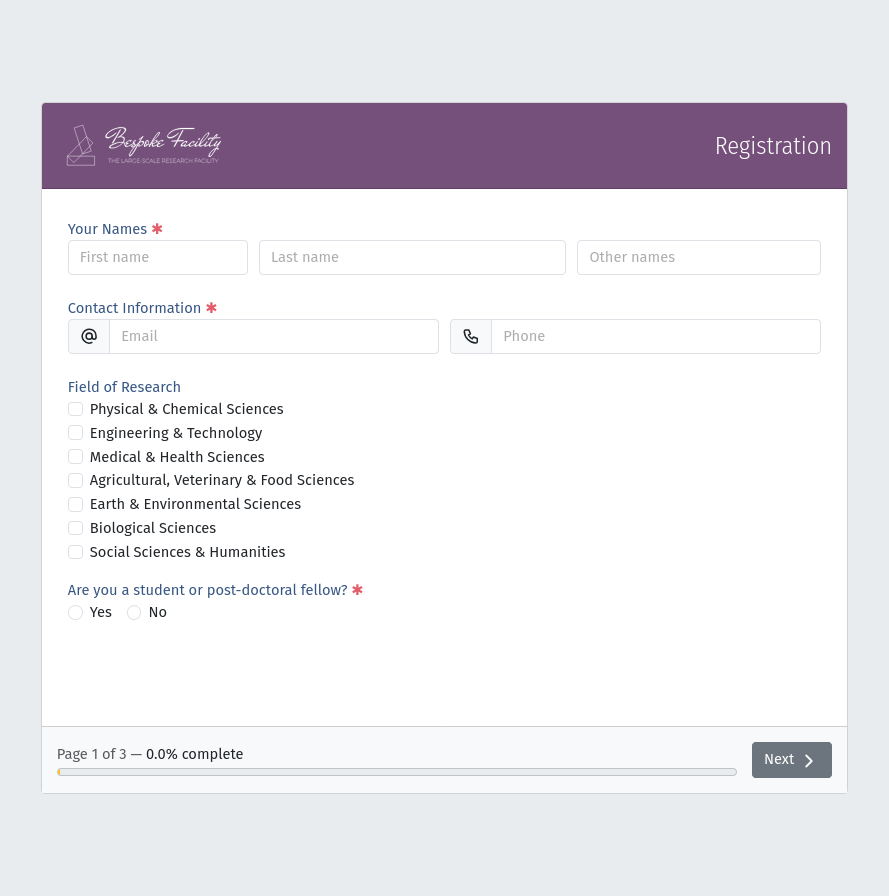 Bespoke Facility
THE LARGE-SCALE RESEARCH FACILITY
Registration
Your Names ✱
First name
Last name
Other names
Contact Information ✱
@ Email
Phone
Field of Research
Physical & Chemical Sciences
Engineering & Technology
Medical & Health Sciences
Agricultural, Veterinary & Food Sciences
Earth & Environmental Sciences
Biological Sciences
Social Sciences & Humanities
Are you a student or post-doctoral fellow? ✱
Yes No
Page 1 of 3 — 0.0% complete
Next